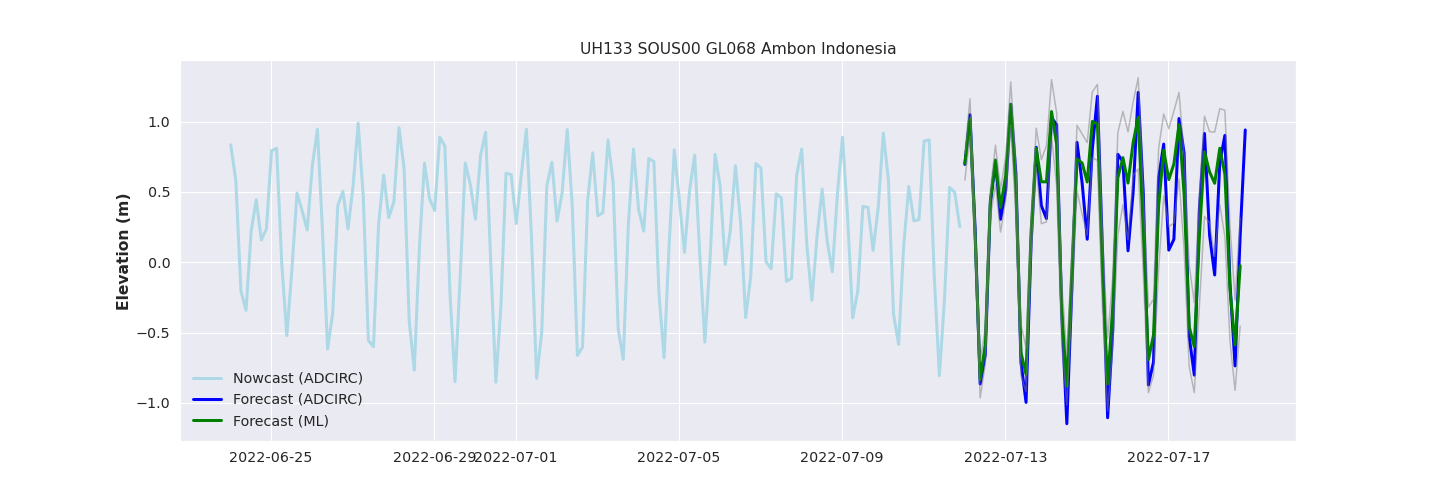 UH133 SOUS00 GL068 Ambon Indonesia
Elevation (m)
1.0
0.5
0.0
−0.5
−1.0
Nowcast (ADCIRC)
Forecast (ADCIRC)
Forecast (ML)
2022-06-25 2022-06-29 2022-07-01 2022-07-05 2022-07-09 2022-07-13 2022-07-17